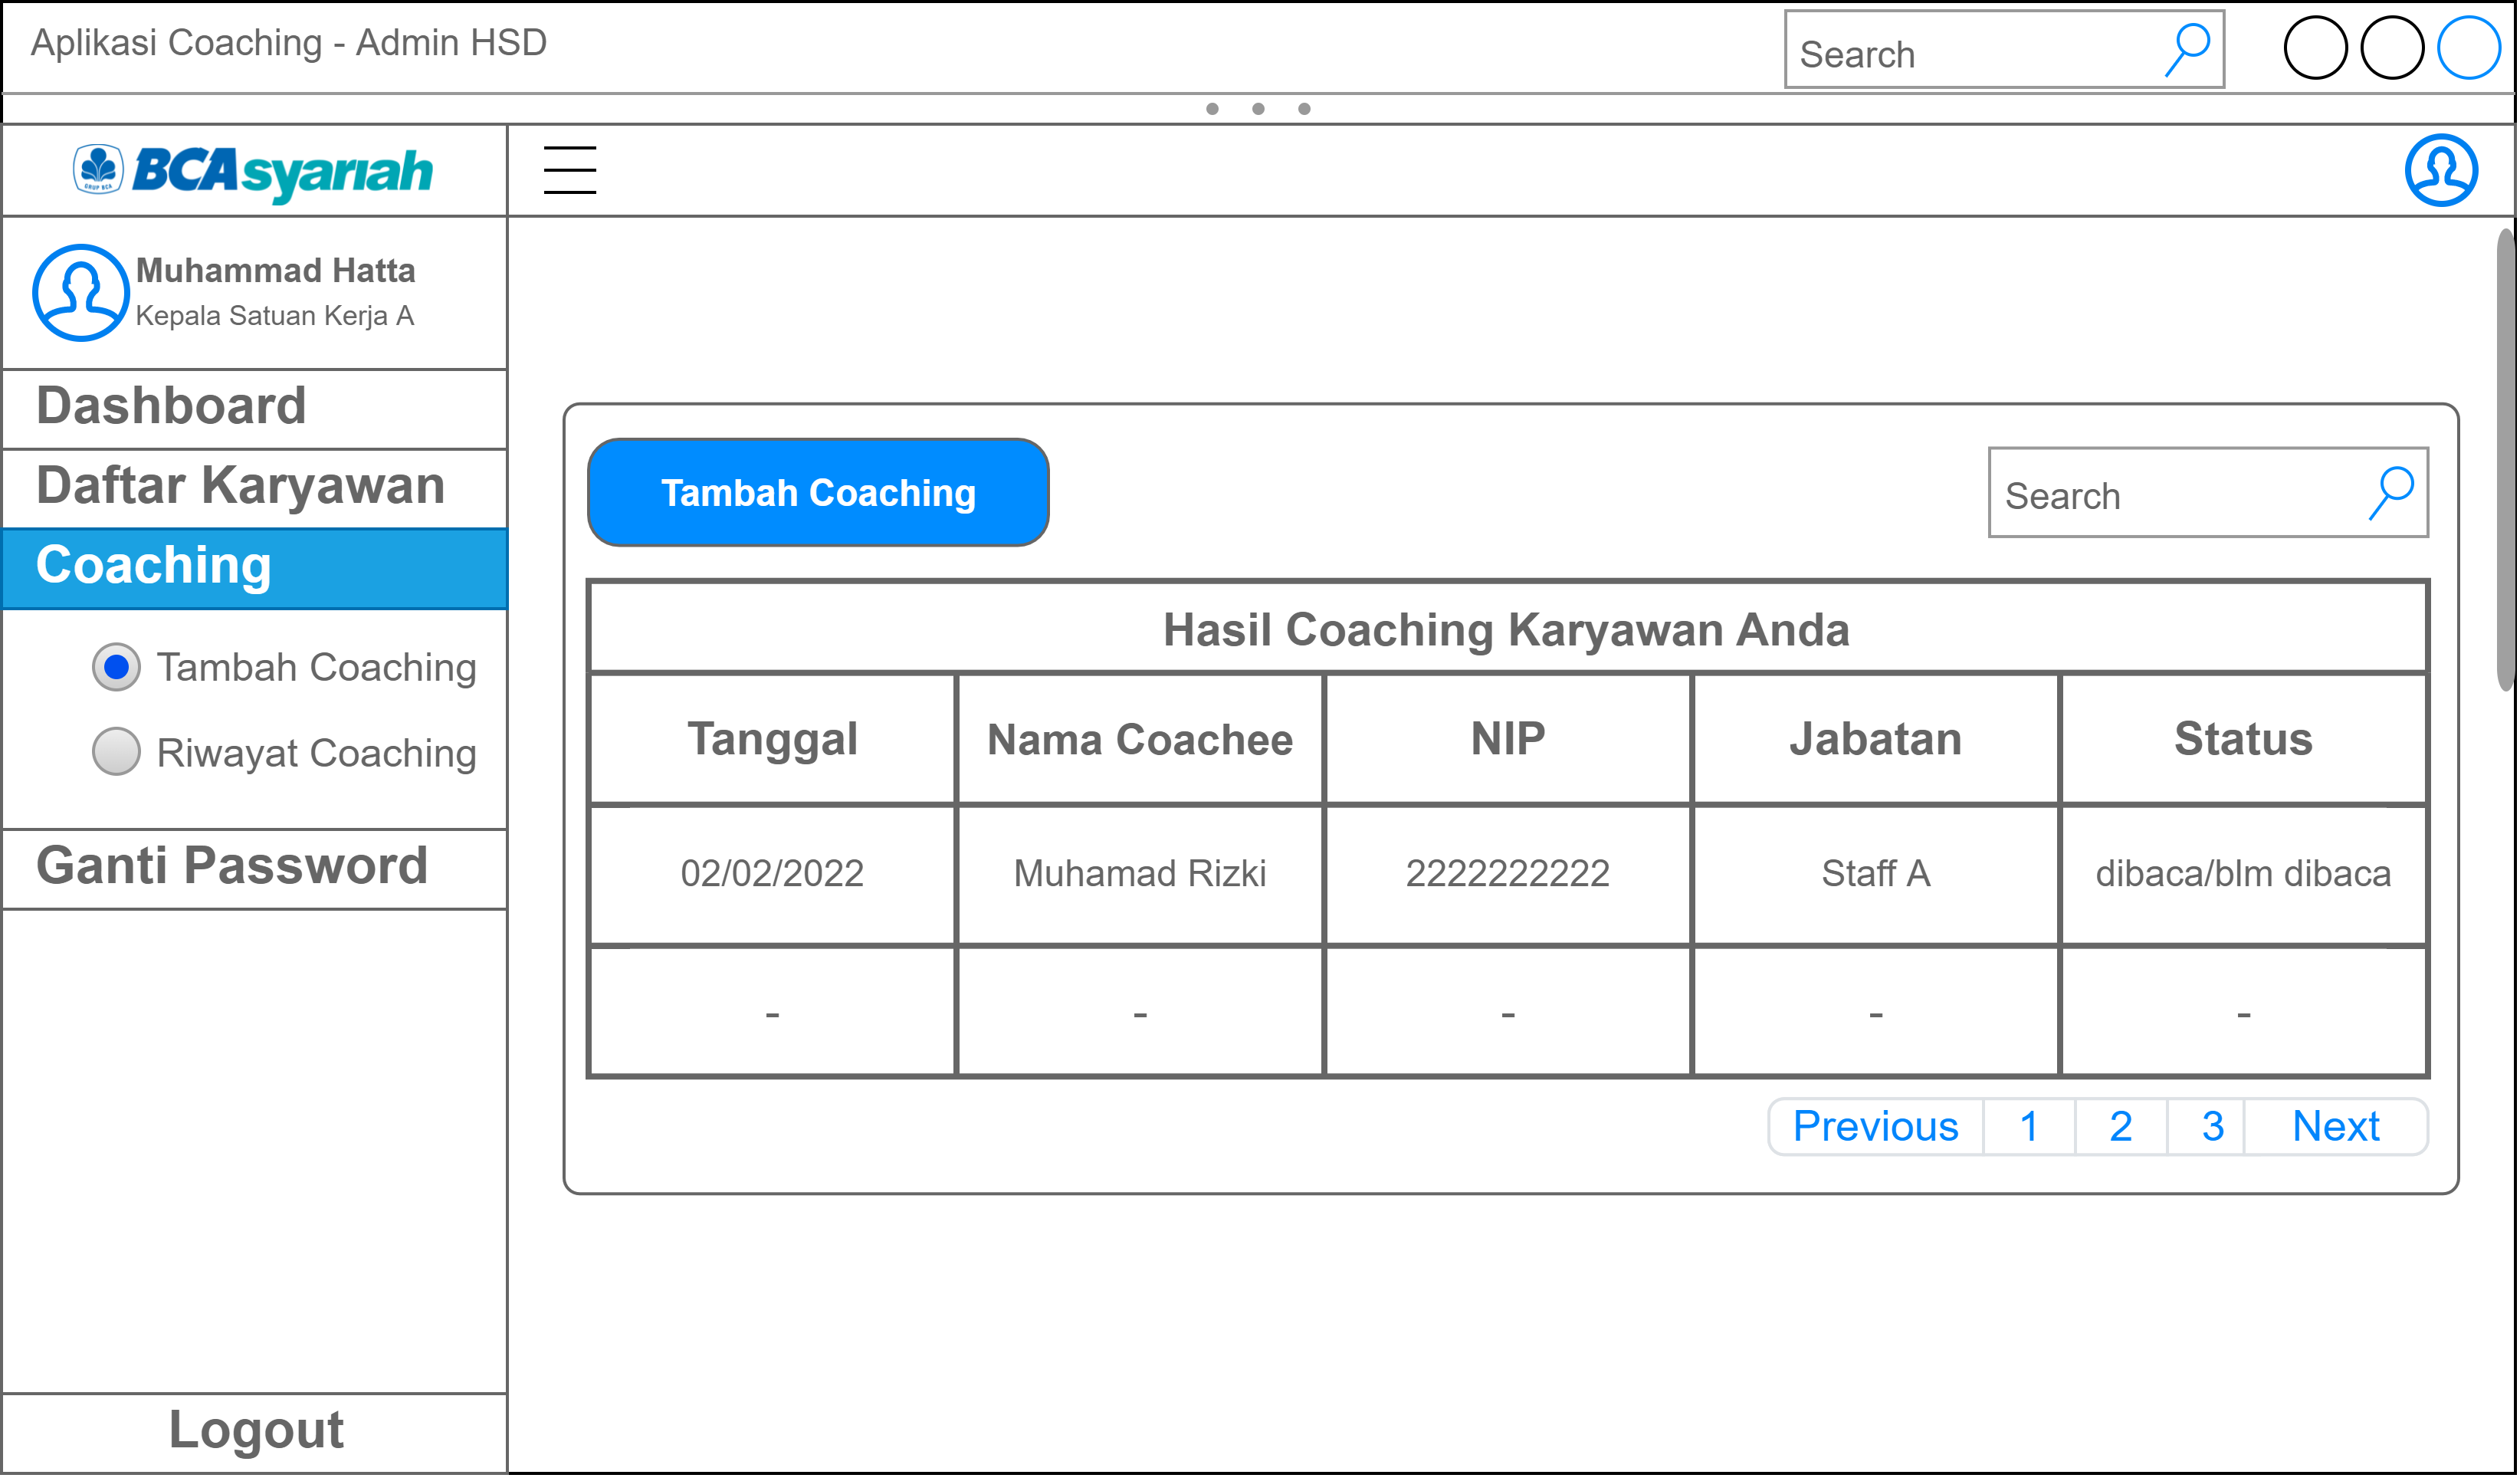 Aplikasi Coaching - Admin HSD
Search
GRUP BCA
BCAsyariah
Muhammad Hatta
Kepala Satuan Kerja A
Dashboard
Daftar Karyawan
Coaching
Tambah Coaching
Riwayat Coaching
Ganti Password
Logout
Tambah Coaching
Search
Hasil Coaching Karyawan Anda
Tanggal Nama Coachee NIP Jabatan Status
02/02/2022 Muhamad Rizki 2222222222 Staff A dibaca/blm dibaca
- - - - -
Previous 1 2 3 Next